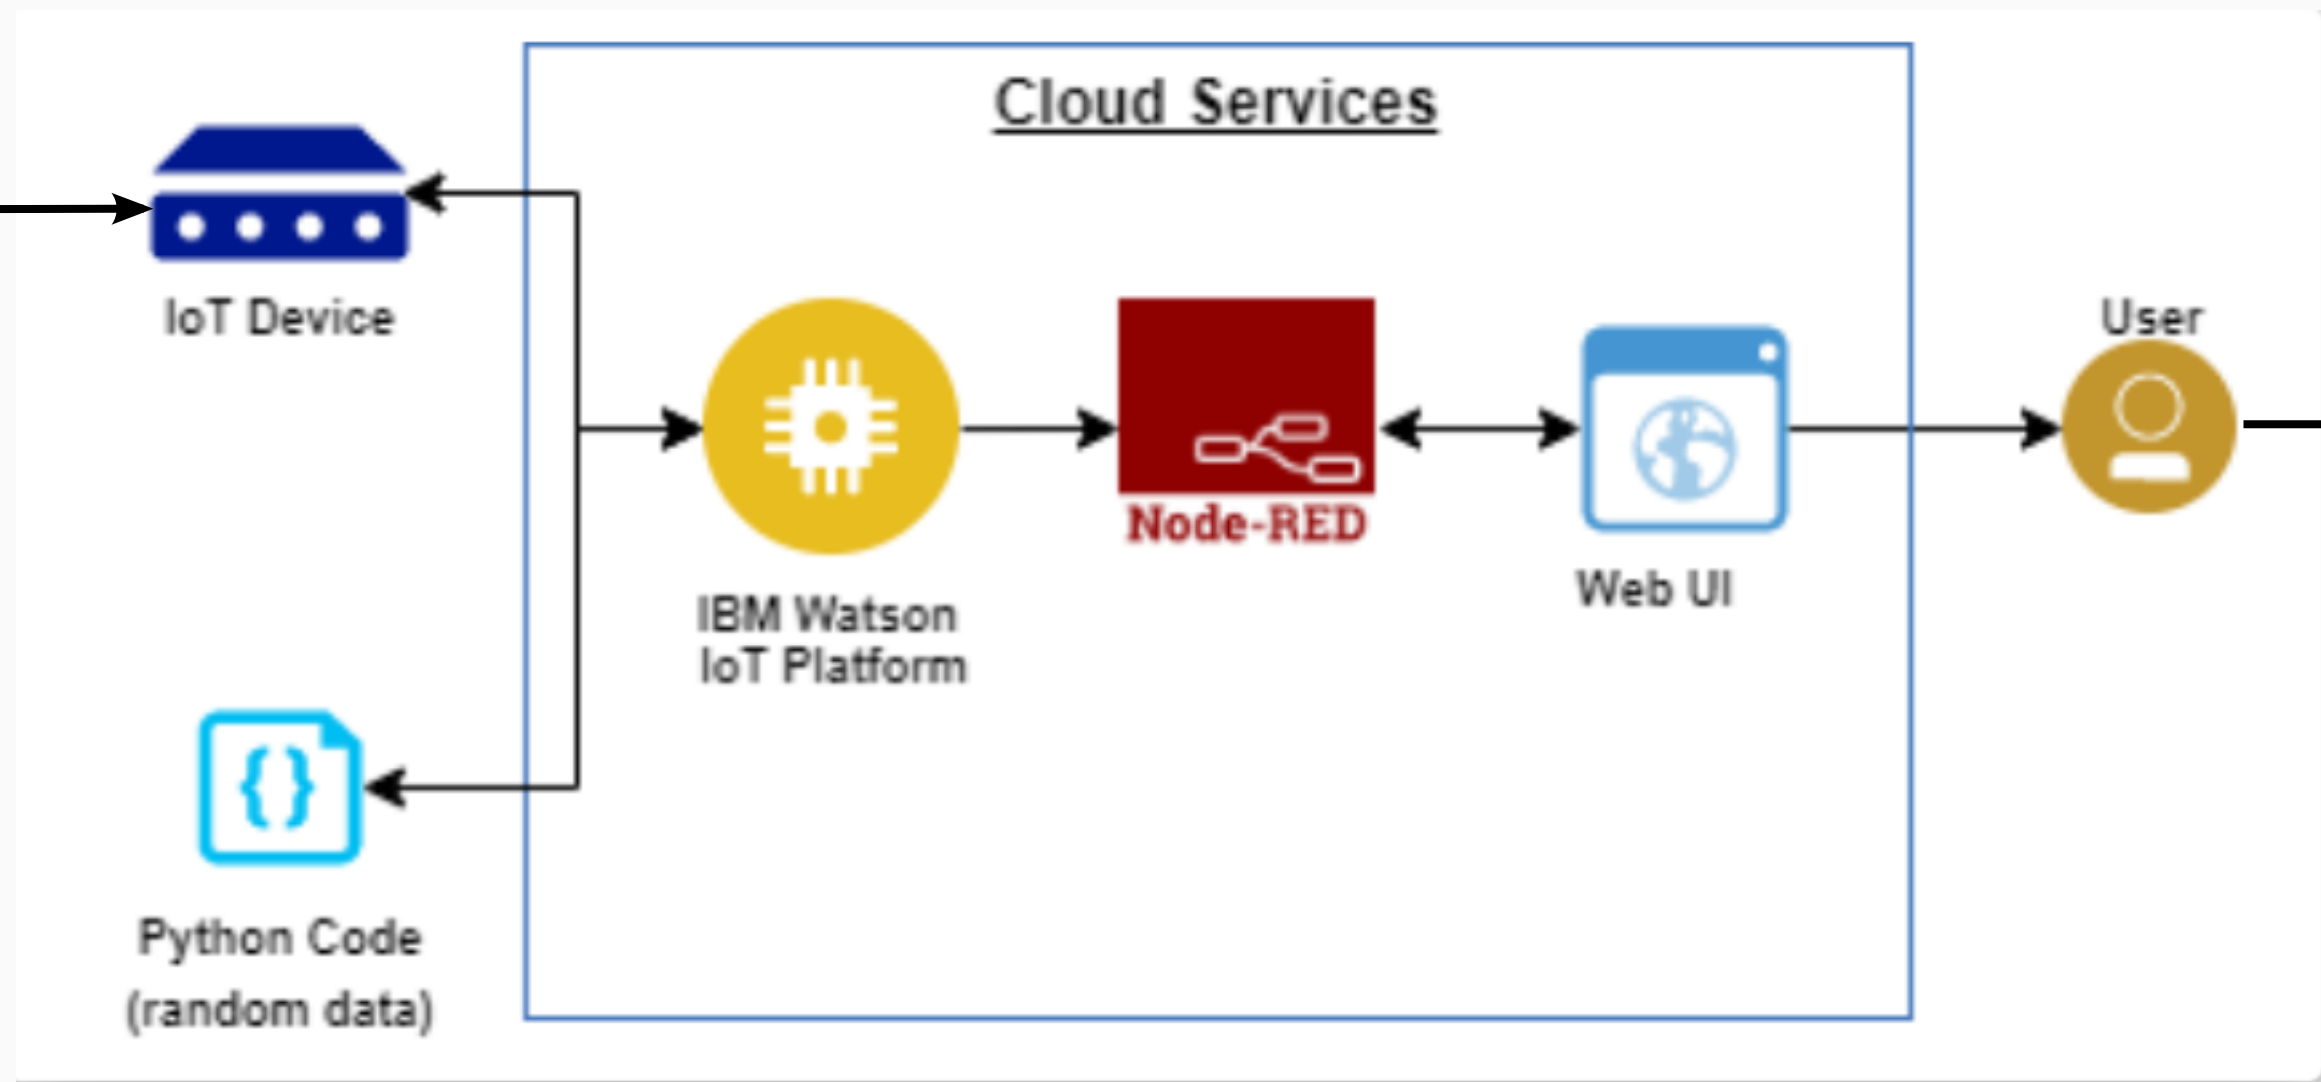 Cloud Services
IoT Device
User
Node-RED
Web UI
IBM Watson
IoT Platform
Python Code
(random data)